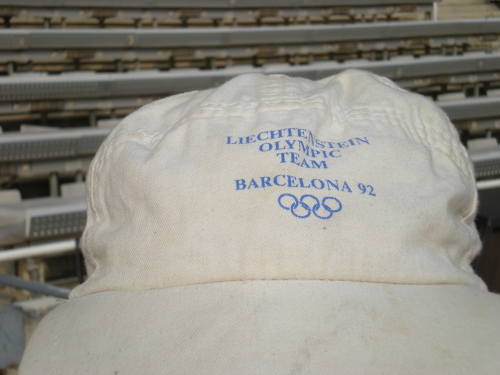 LIECHTENSTEIN
OLYMPIC
TEAM
BARCELONA 92